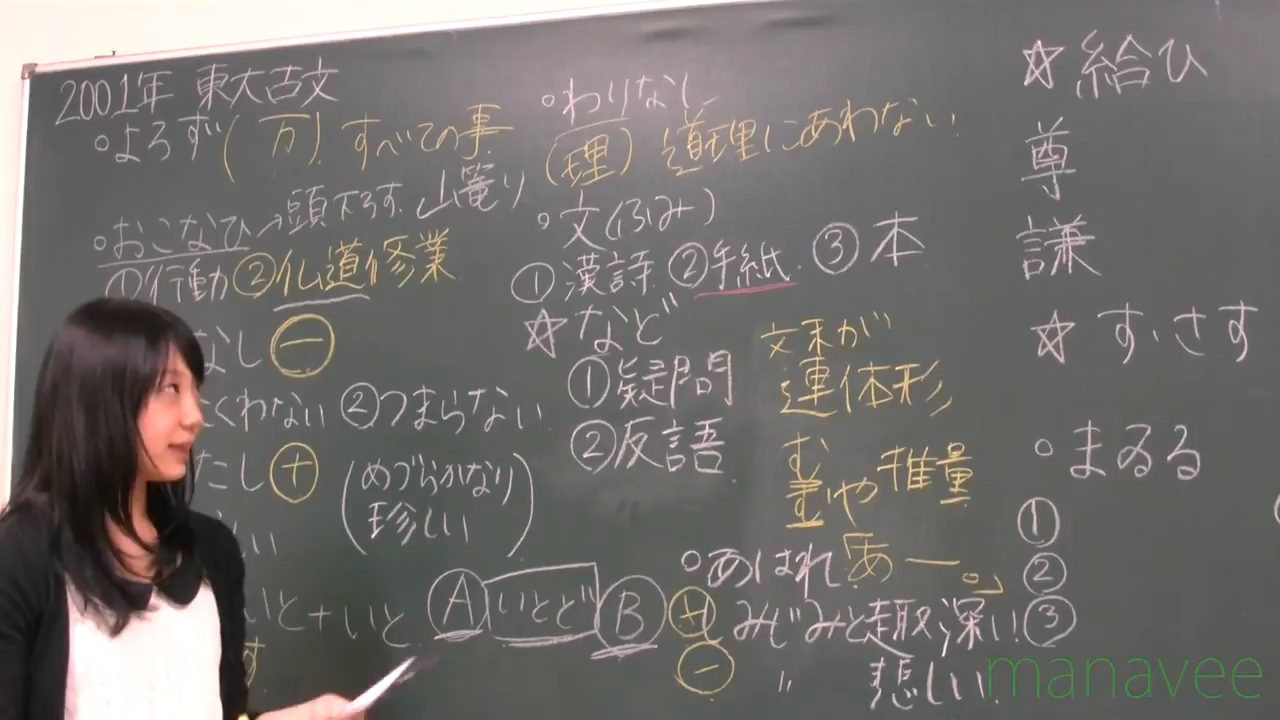 2001年 東大古文
○よろず(万) すべての事
○おこなひ→頭下ろす 山篭り
①行動②仏道修業
なし ㊀
くわない ②つまらない
たし ⊕ (めづらかなり
珍しい)
い
いと+いと Ⓐ いとど Ⓑ
○わりなし
(理) 道理にあわない
○文(ふみ)
①漢詩 ②手紙 ③本
☆など
①疑問
②反語
文末が
連体形
む
や推量
○あはれ「あー。」
⊕ みじみと趣深い
㊀ 〃 悲しい
☆給ひ
尊
謙
☆す・さす
○まゐる
①
②
③
manavee